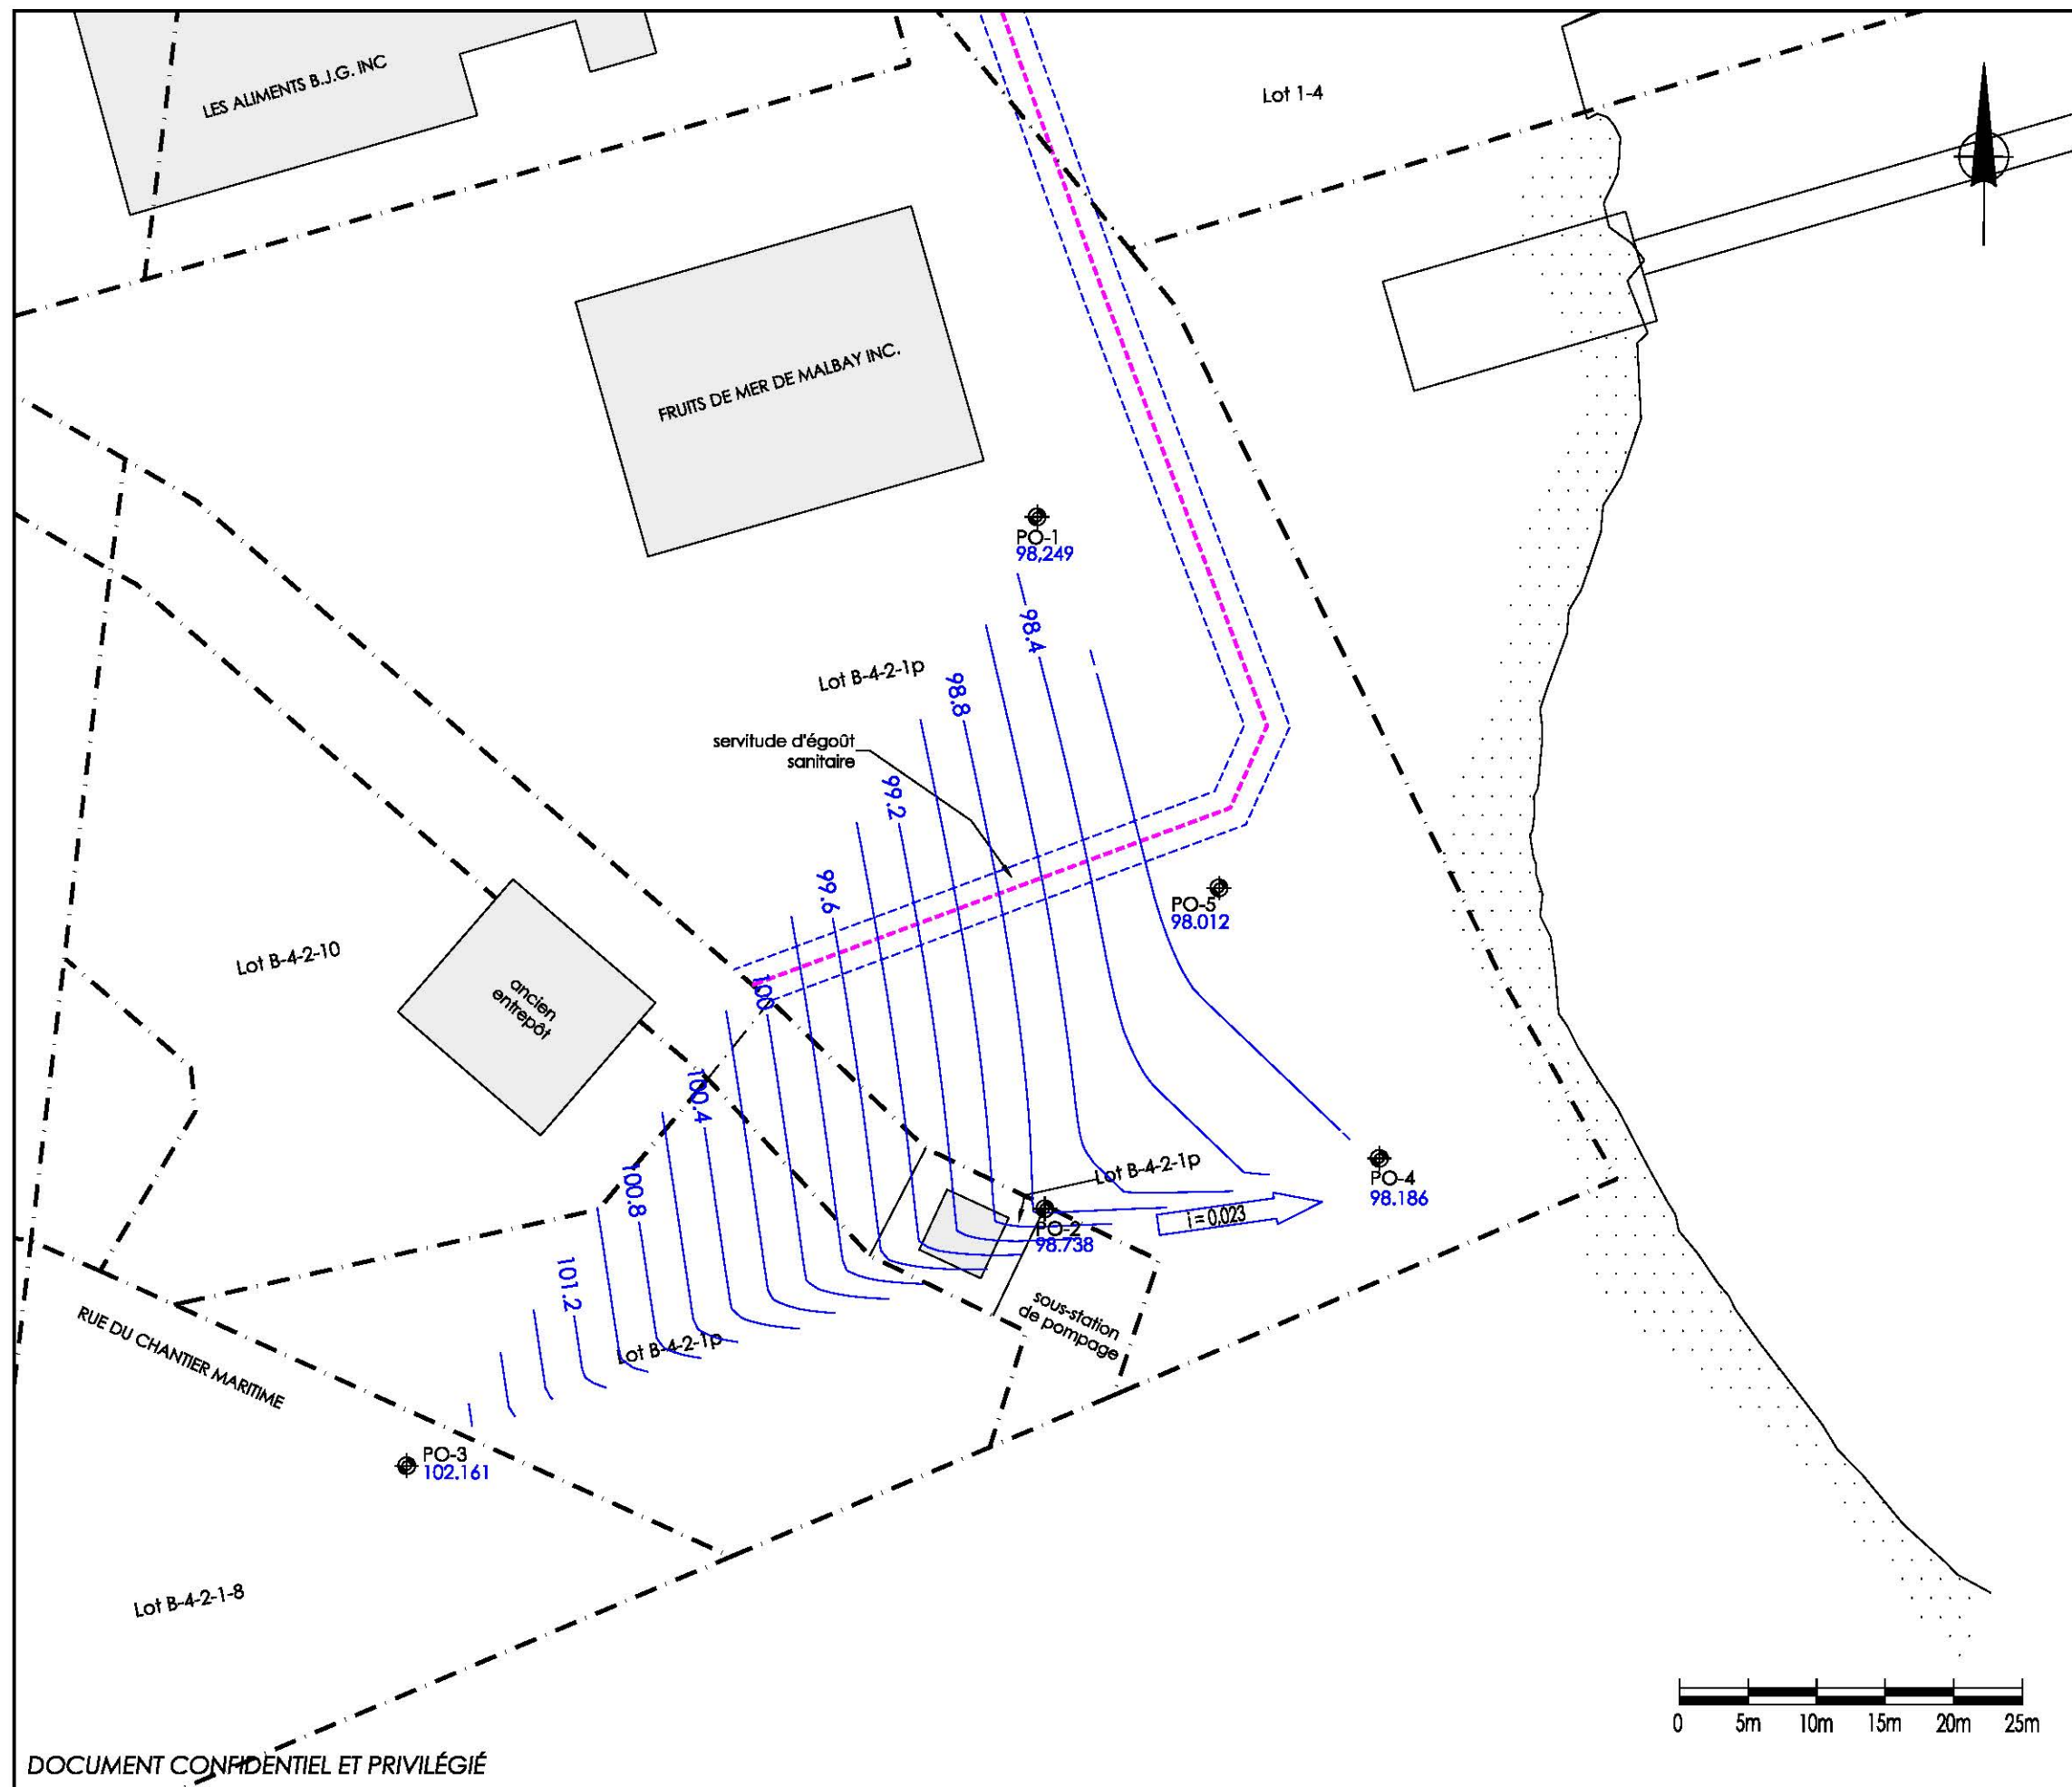 LES ALIMENTS B.J.G. INC
Lot 1-4
FRUITS DE MER DE MALBAY INC.
PO-1
98,249
98.4
Lot B-4-2-1p
98.8
servitude d'égoût
sanitaire
99.2
99.6
PO-5
98.012
Lot B-4-2-10
ancien
entrepôt
100
100.4
100.8
Lot B-4-2-1p
PO-4
98.186
i = 0.023
PO-2
98.738
101.2
sous-station
de pompage
RUE DU CHANTIER MARITIME
Lot B-4-2-1p
PO-3
102.161
Lot B-4-2-1-8
0 5m 10m 15m 20m 25m
DOCUMENT CONFIDENTIEL ET PRIVILÉGIÉ